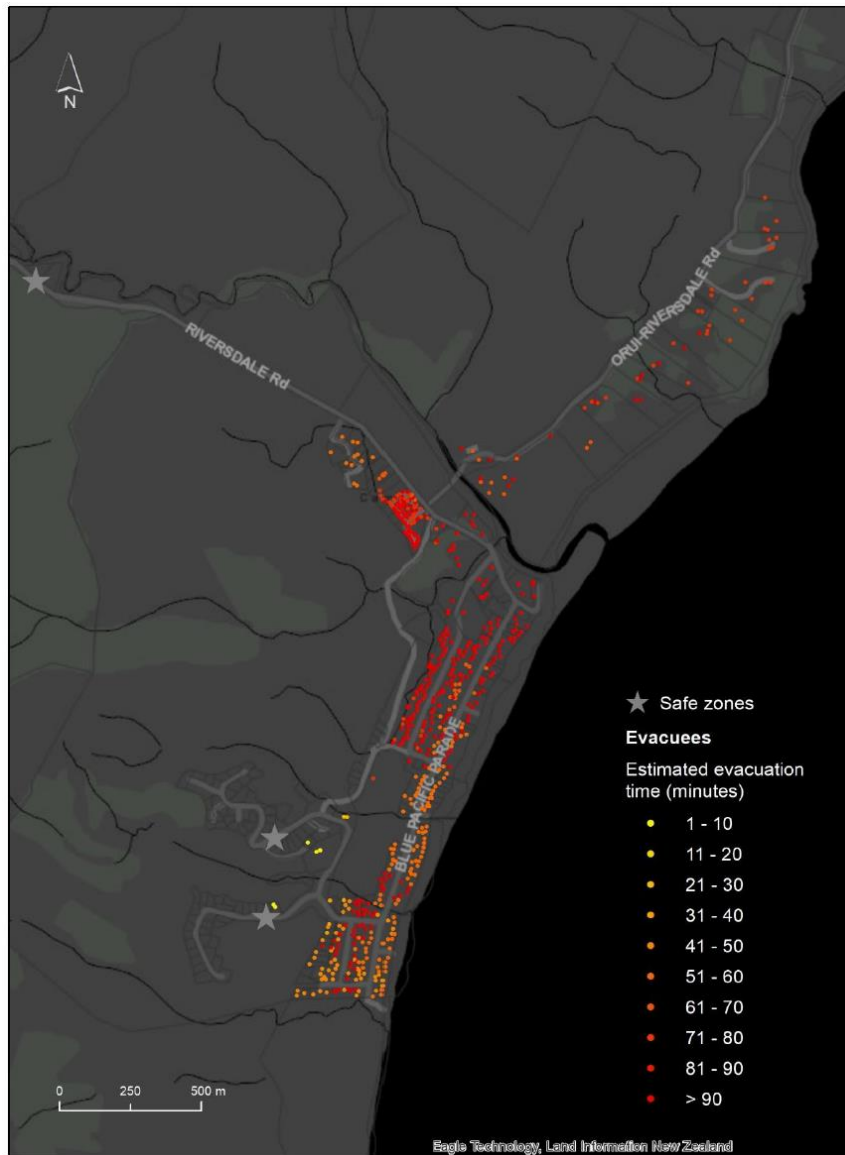 N
RIVERSDALE Rd
ORUI-RIVERSDALE Rd
BLUE PACIFIC PARADE
Safe zones
Evacuees
Estimated evacuation
time (minutes)
1 - 10
11 - 20
21 - 30
31 - 40
41 - 50
51 - 60
61 - 70
71 - 80
81 - 90
> 90
0 250 500 m
Eagle Technology, Land Information New Zealand